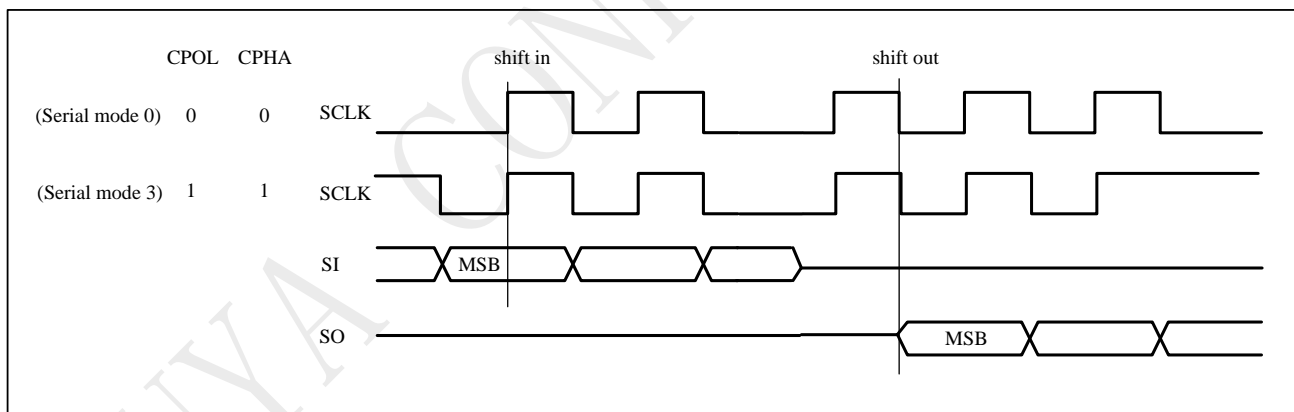 CPOL CPHA shift in shift out
(Serial mode 0) 0 0 SCLK
(Serial mode 3) 1 1 SCLK
SI MSB
SO MSB